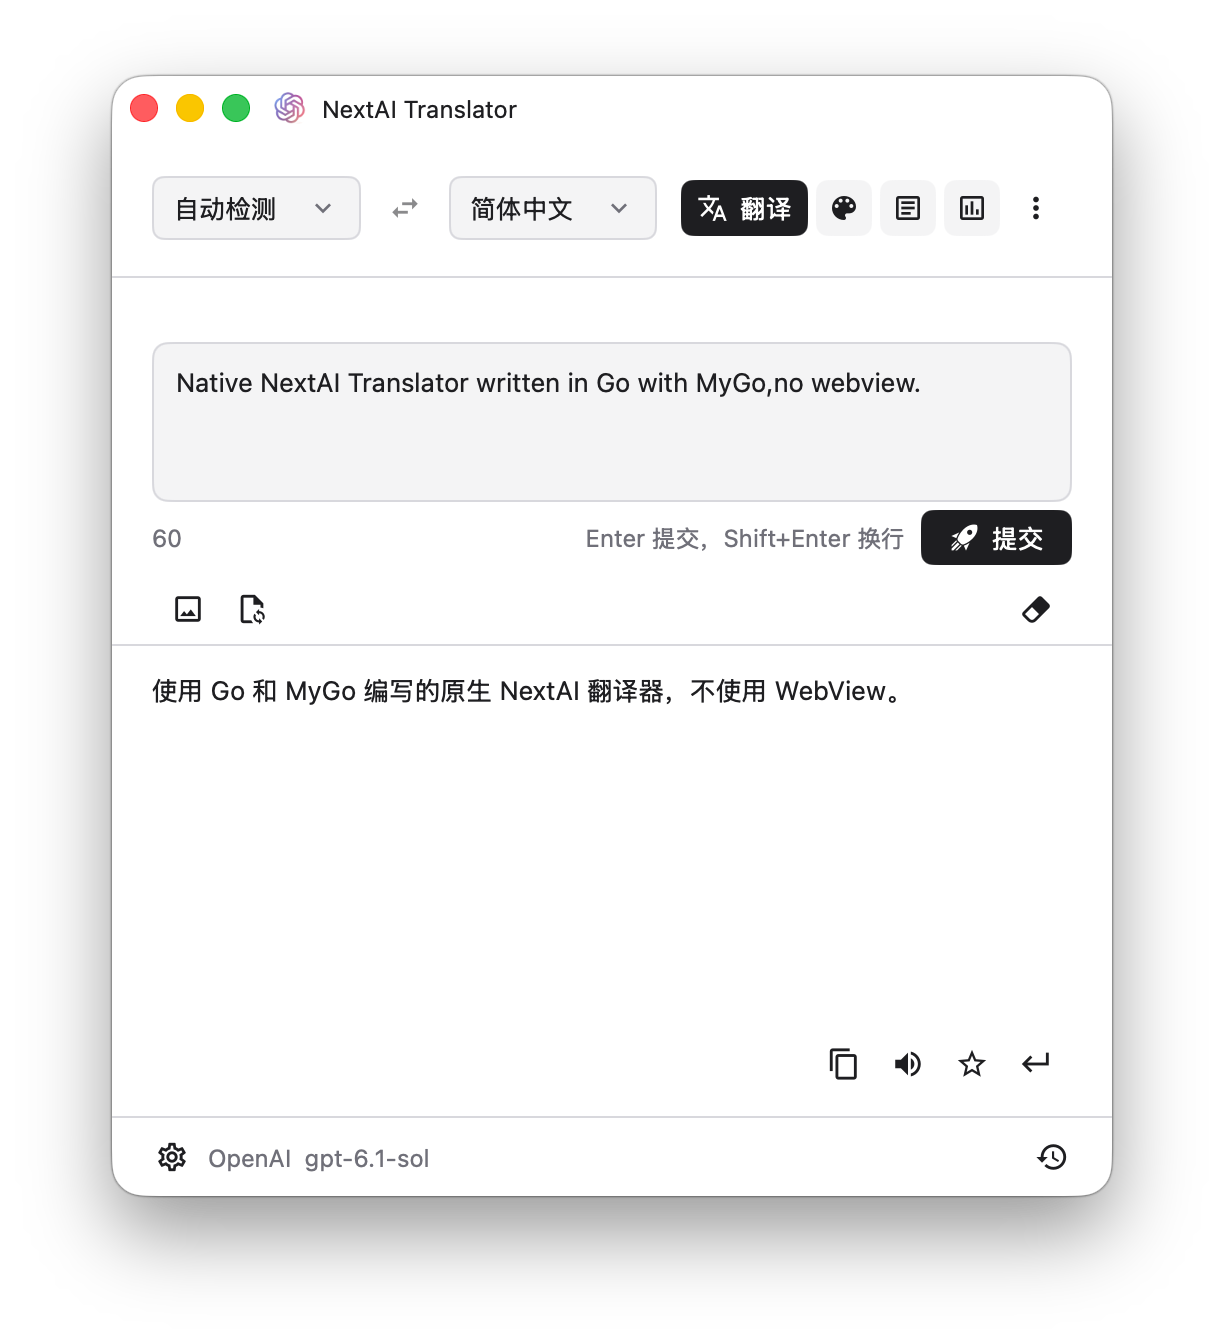 NextAI Translator
自动检测
简体中文
翻译
Native NextAI Translator written in Go with MyGo,no webview.
60
Enter 提交，Shift+Enter 换行
提交
使用 Go 和 MyGo 编写的原生 NextAI 翻译器，不使用 WebView。
OpenAI gpt-6.1-sol